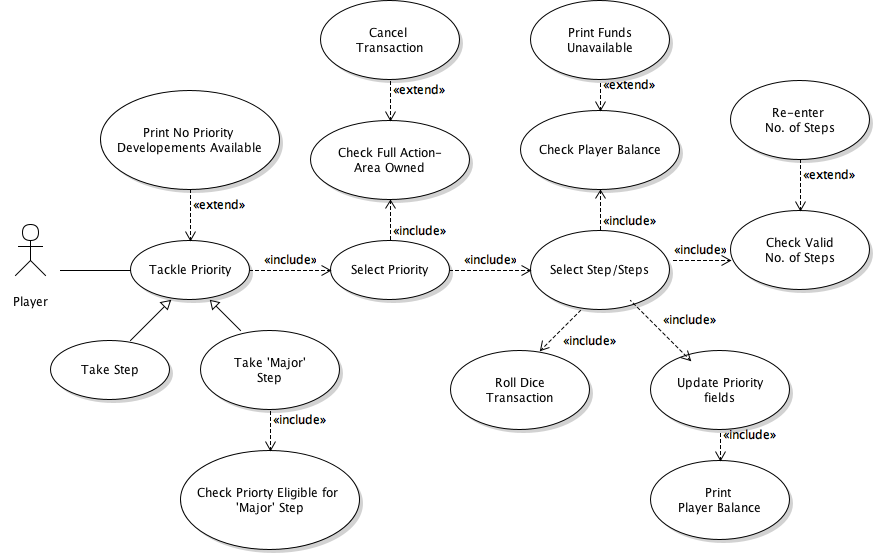 Cancel
Transaction
Print Funds
Unavailable
«extend»
«extend»
Re-enter
No. of Steps
Print No Priority
Developements Available
Check Full Action-
Area Owned
Check Player Balance
«extend»
«extend»
«include»
«include»
Player
Tackle Priority
«include»
Select Priority
«include»
Select Step/Steps
«include»
Check Valid
No. of Steps
«include»
«include»
Take Step
Take 'Major'
Step
Roll Dice
Transaction
Update Priority
fields
«include»
«include»
Check Priorty Eligible for
'Major' Step
Print
Player Balance